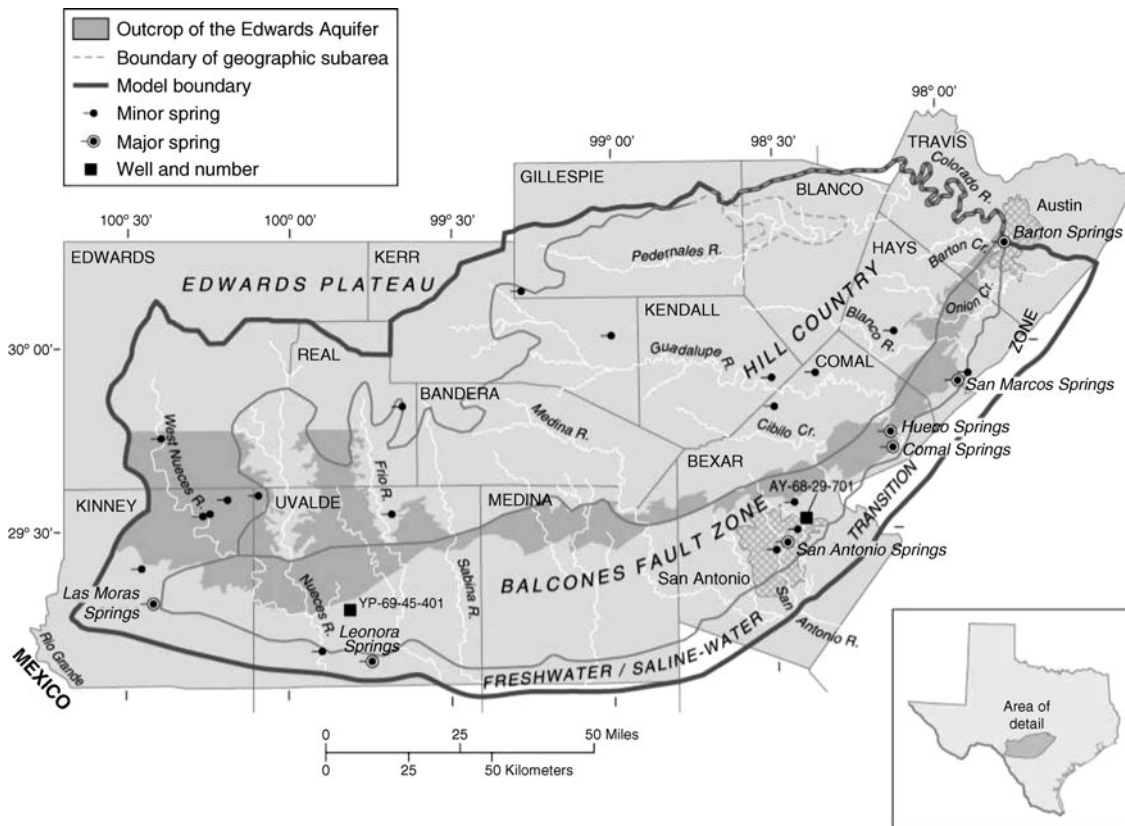 Outcrop of the Edwards Aquifer
Boundary of geographic subarea
Model boundary
Minor spring
Major spring
Well and number
98° 00'
99° 00'
98° 30'
TRAVIS
Colorado R.
GILLESPIE
BLANCO
100° 30'
100° 00'
99° 30'
Austin
Barton Springs
HAYS
Barton Cr.
EDWARDS
KERR
Pedernales R.
EDWARDS PLATEAU
Onion Cr.
KENDALL
HILL COUNTRY
Blanco R.
ZONE
30° 00'
REAL
Guadalupe R.
COMAL
San Marcos Springs
BANDERA
Medina R.
Cibilo Cr.
Hueco Springs
Comal Springs
West Nueces R.
Frio R.
BEXAR
AY-68-29-701
TRANSITION
KINNEY
UVALDE
MEDINA
29° 30'
BALCONES FAULT ZONE
San Antonio Springs
San Antonio
Las Moras
Springs
Nueces R.
YP-69-45-401
Sabina R.
San Antonio R.
Leonora
Springs
Rio Grande
MEXICO
FRESHWATER / SALINE-WATER
0
25
50 Miles
0
25
50 Kilometers
Area of
detail